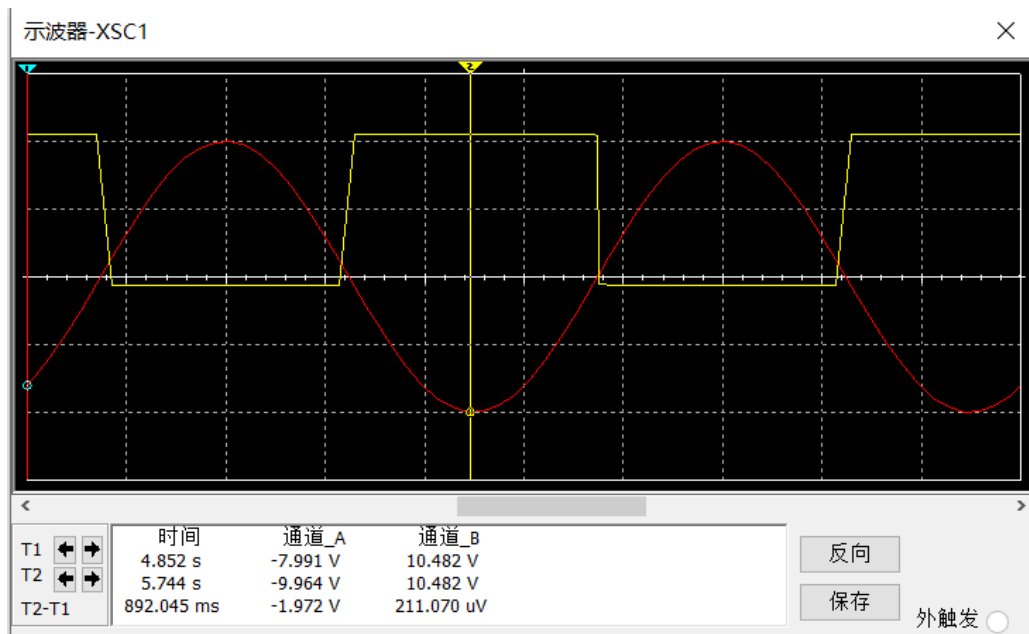 示波器-XSC1
1
2
时间 通道_A 通道_B
T1 4.852 s -7.991 V 10.482 V
T2 5.744 s -9.964 V 10.482 V
T2-T1 892.045 ms -1.972 V 211.070 uV
反向
保存
外触发